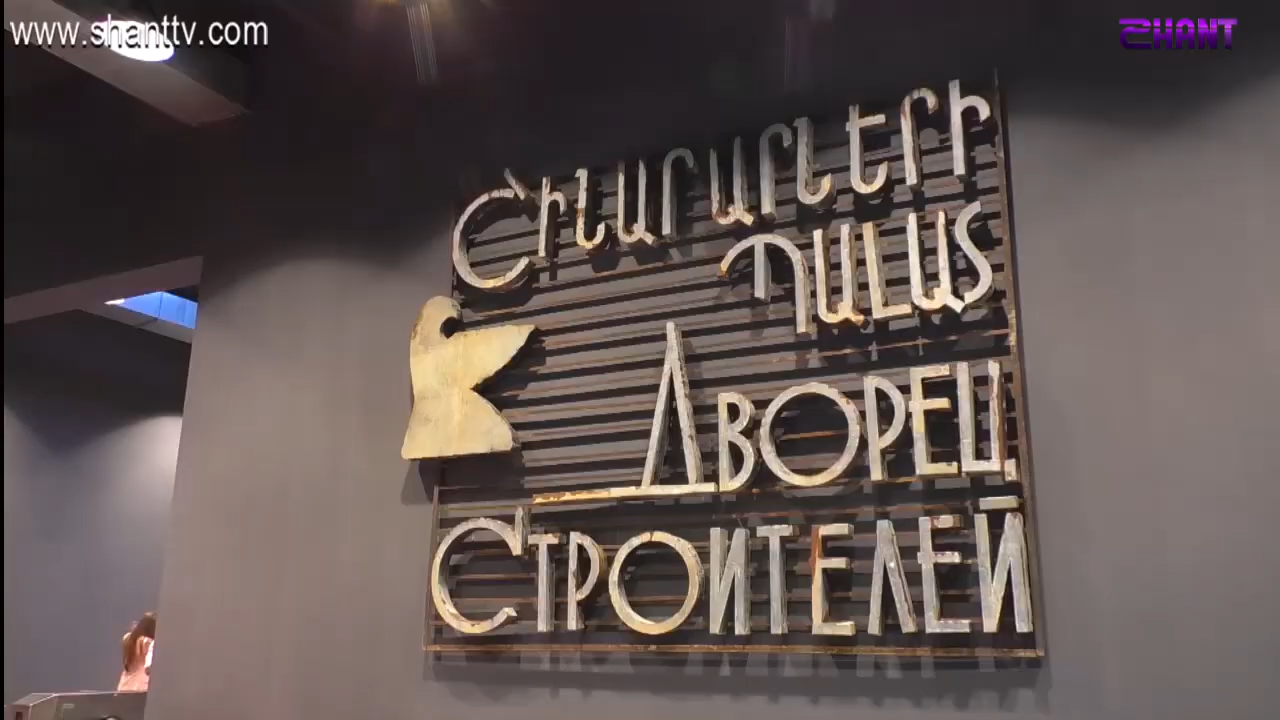 www.shanttv.com
SHANT
Շինարարների
Պալատ
Дворец
Строителей